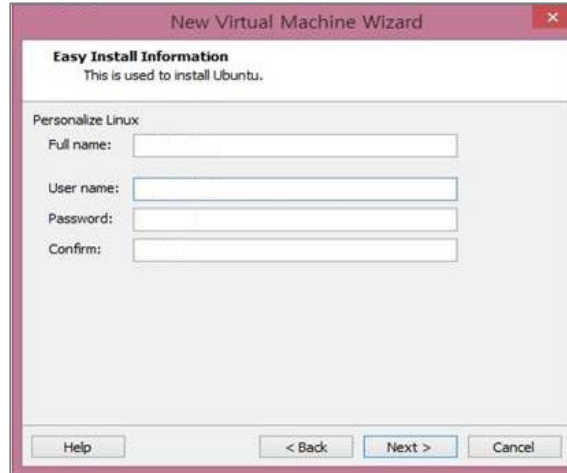 New Virtual Machine Wizard
Easy Install Information
This is used to install Ubuntu.
Personalize Linux
Full name:
User name:
Password:
Confirm:
Help < Back Next > Cancel